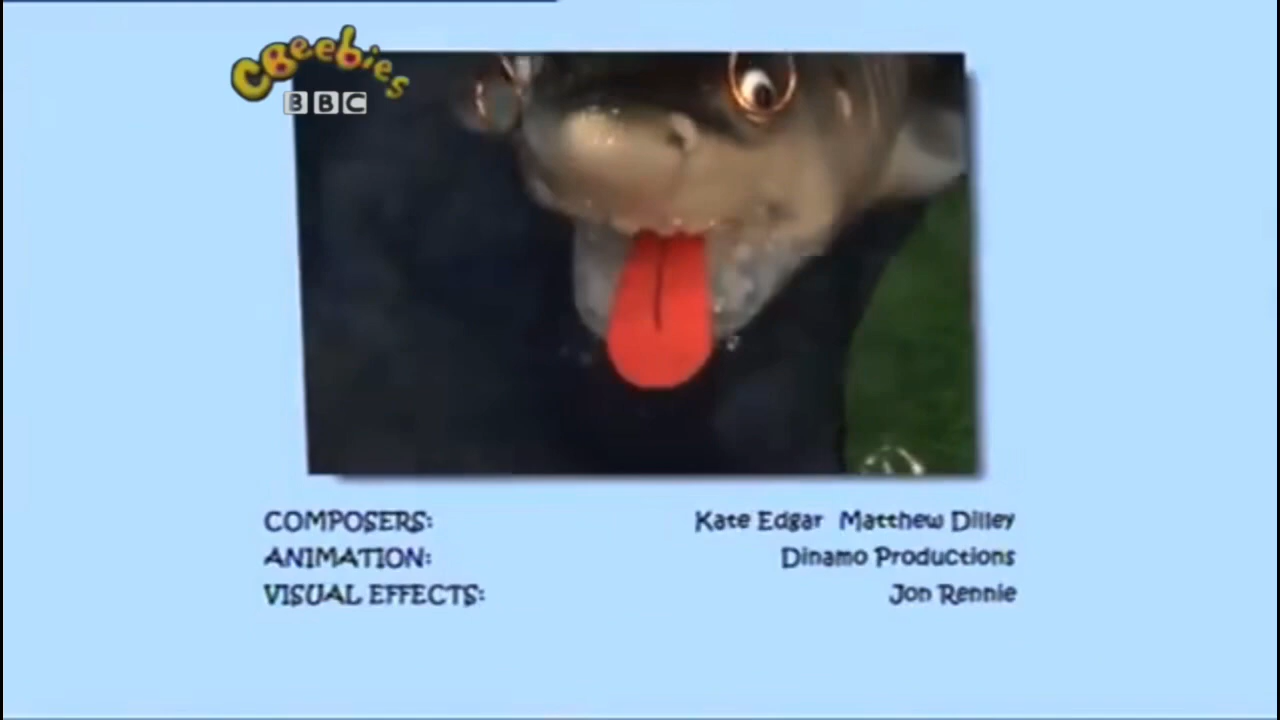 CBeebies
BBC
COMPOSERS: Kate Edgar Matthew Dilley
ANIMATION: Dinamo Productions
VISUAL EFFECTS: Jon Rennie